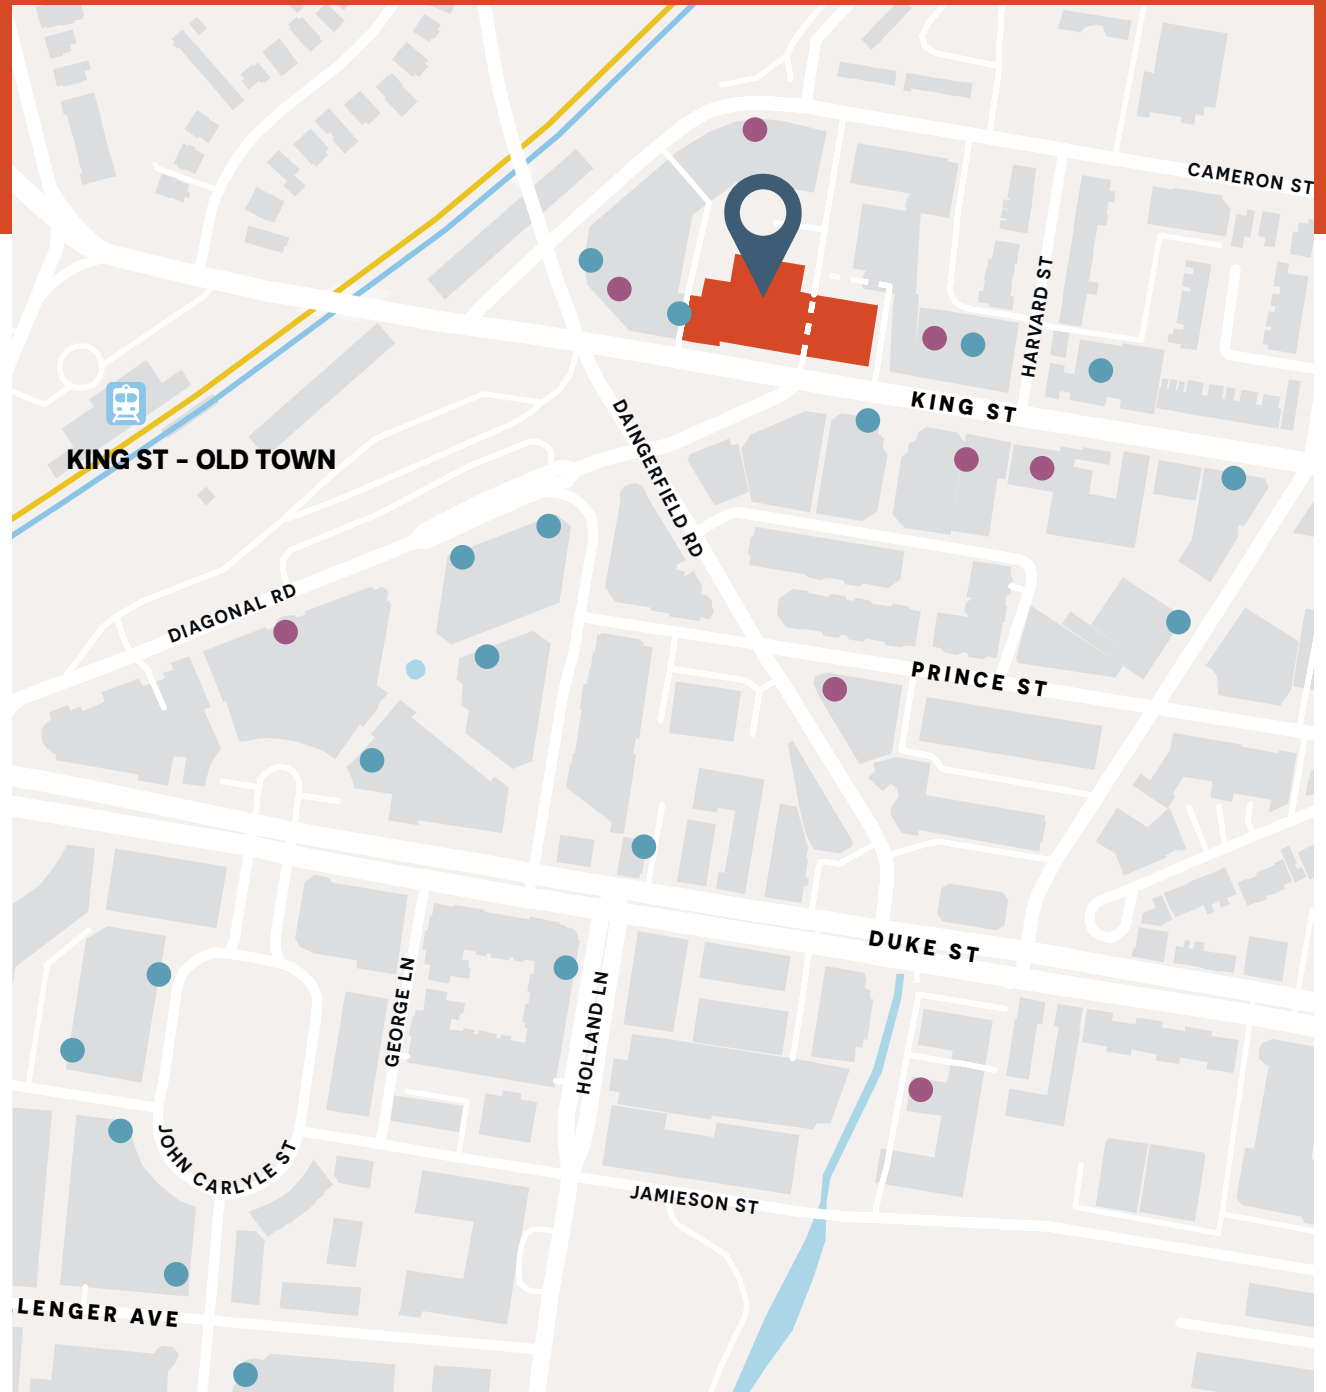 CAMERON ST
HARVARD ST
KING ST
DAINGERFIELD RD
KING ST – OLD TOWN
DIAGONAL RD
PRINCE ST
DUKE ST
GEORGE LN
HOLLAND LN
JOHN CARLYLE ST
JAMIESON ST
LENGER AVE